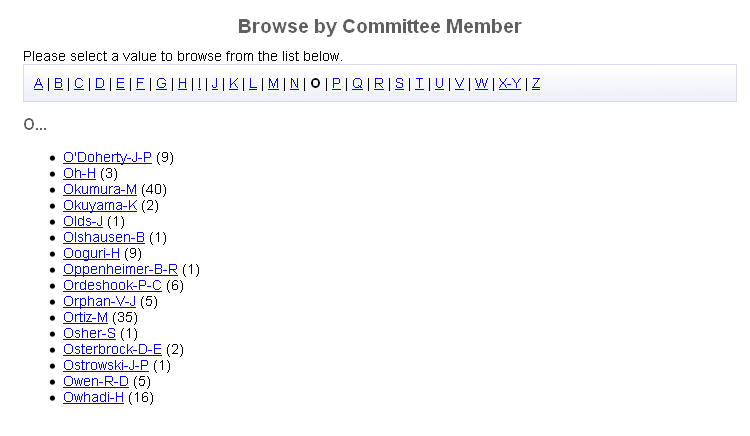 Browse by Committee Member
Please select a value to browse from the list below.
A | B | C | D | E | F | G | H | I | J | K | L | M | N | O | P | Q | R | S | T | U | V | W | X-Y | Z
O...
O'Doherty-J-P (9)
Oh-H (3)
Okumura-M (40)
Okuyama-K (2)
Olds-J (1)
Olshausen-B (1)
Ooguri-H (9)
Oppenheimer-B-R (1)
Ordeshook-P-C (6)
Orphan-V-J (5)
Ortiz-M (35)
Osher-S (1)
Osterbrock-D-E (2)
Ostrowski-J-P (1)
Owen-R-D (5)
Owhadi-H (16)